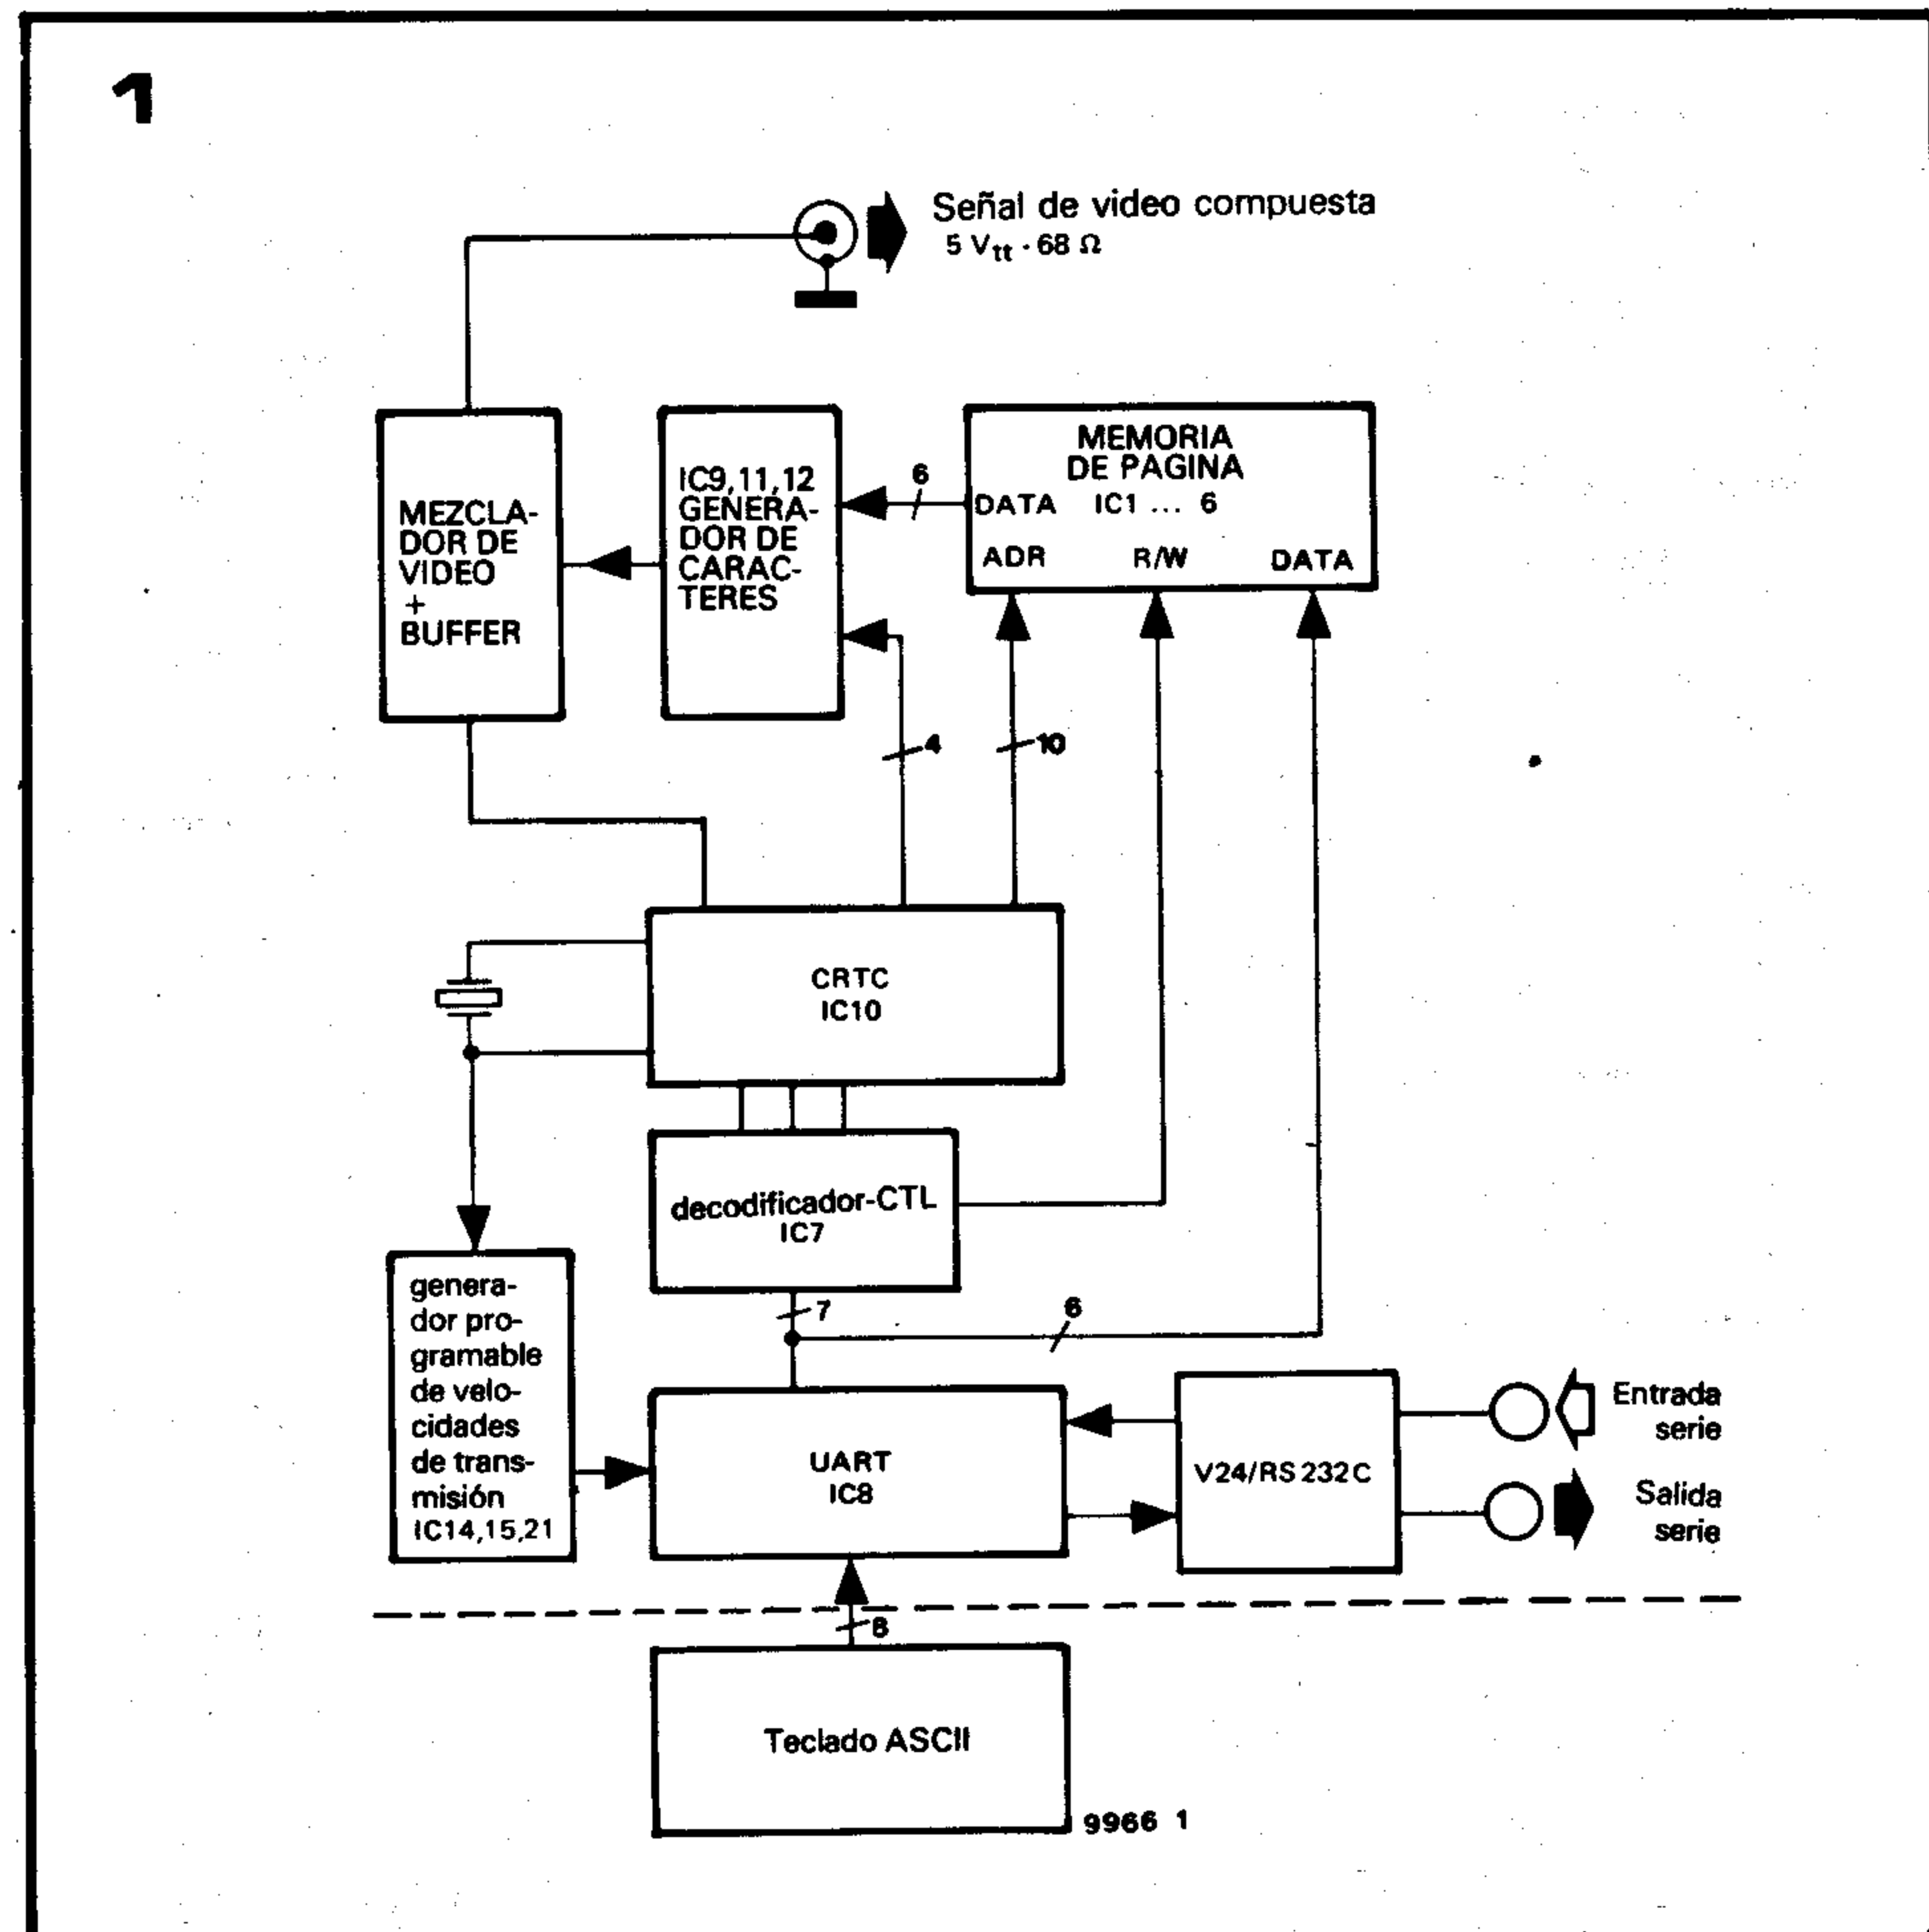 1
Señal de video compuesta
5 Vtt · 68 Ω
MEZCLA-
DOR DE
VIDEO
+
BUFFER
IC9,11,12
GENERA-
DOR DE
CARAC-
TERES
6
MEMORIA
DE PAGINA
DATA IC1 ... 6
ADR R/W DATA
4
10
CRTC
IC10
decodificador-CTL
IC7
7
6
genera-
dor pro-
gramable
de velo-
cidades
de trans-
misión
IC14,15,21
UART
IC8
V24/RS 232C
Entrada
serie
Salida
serie
8
Teclado ASCII
9966 1